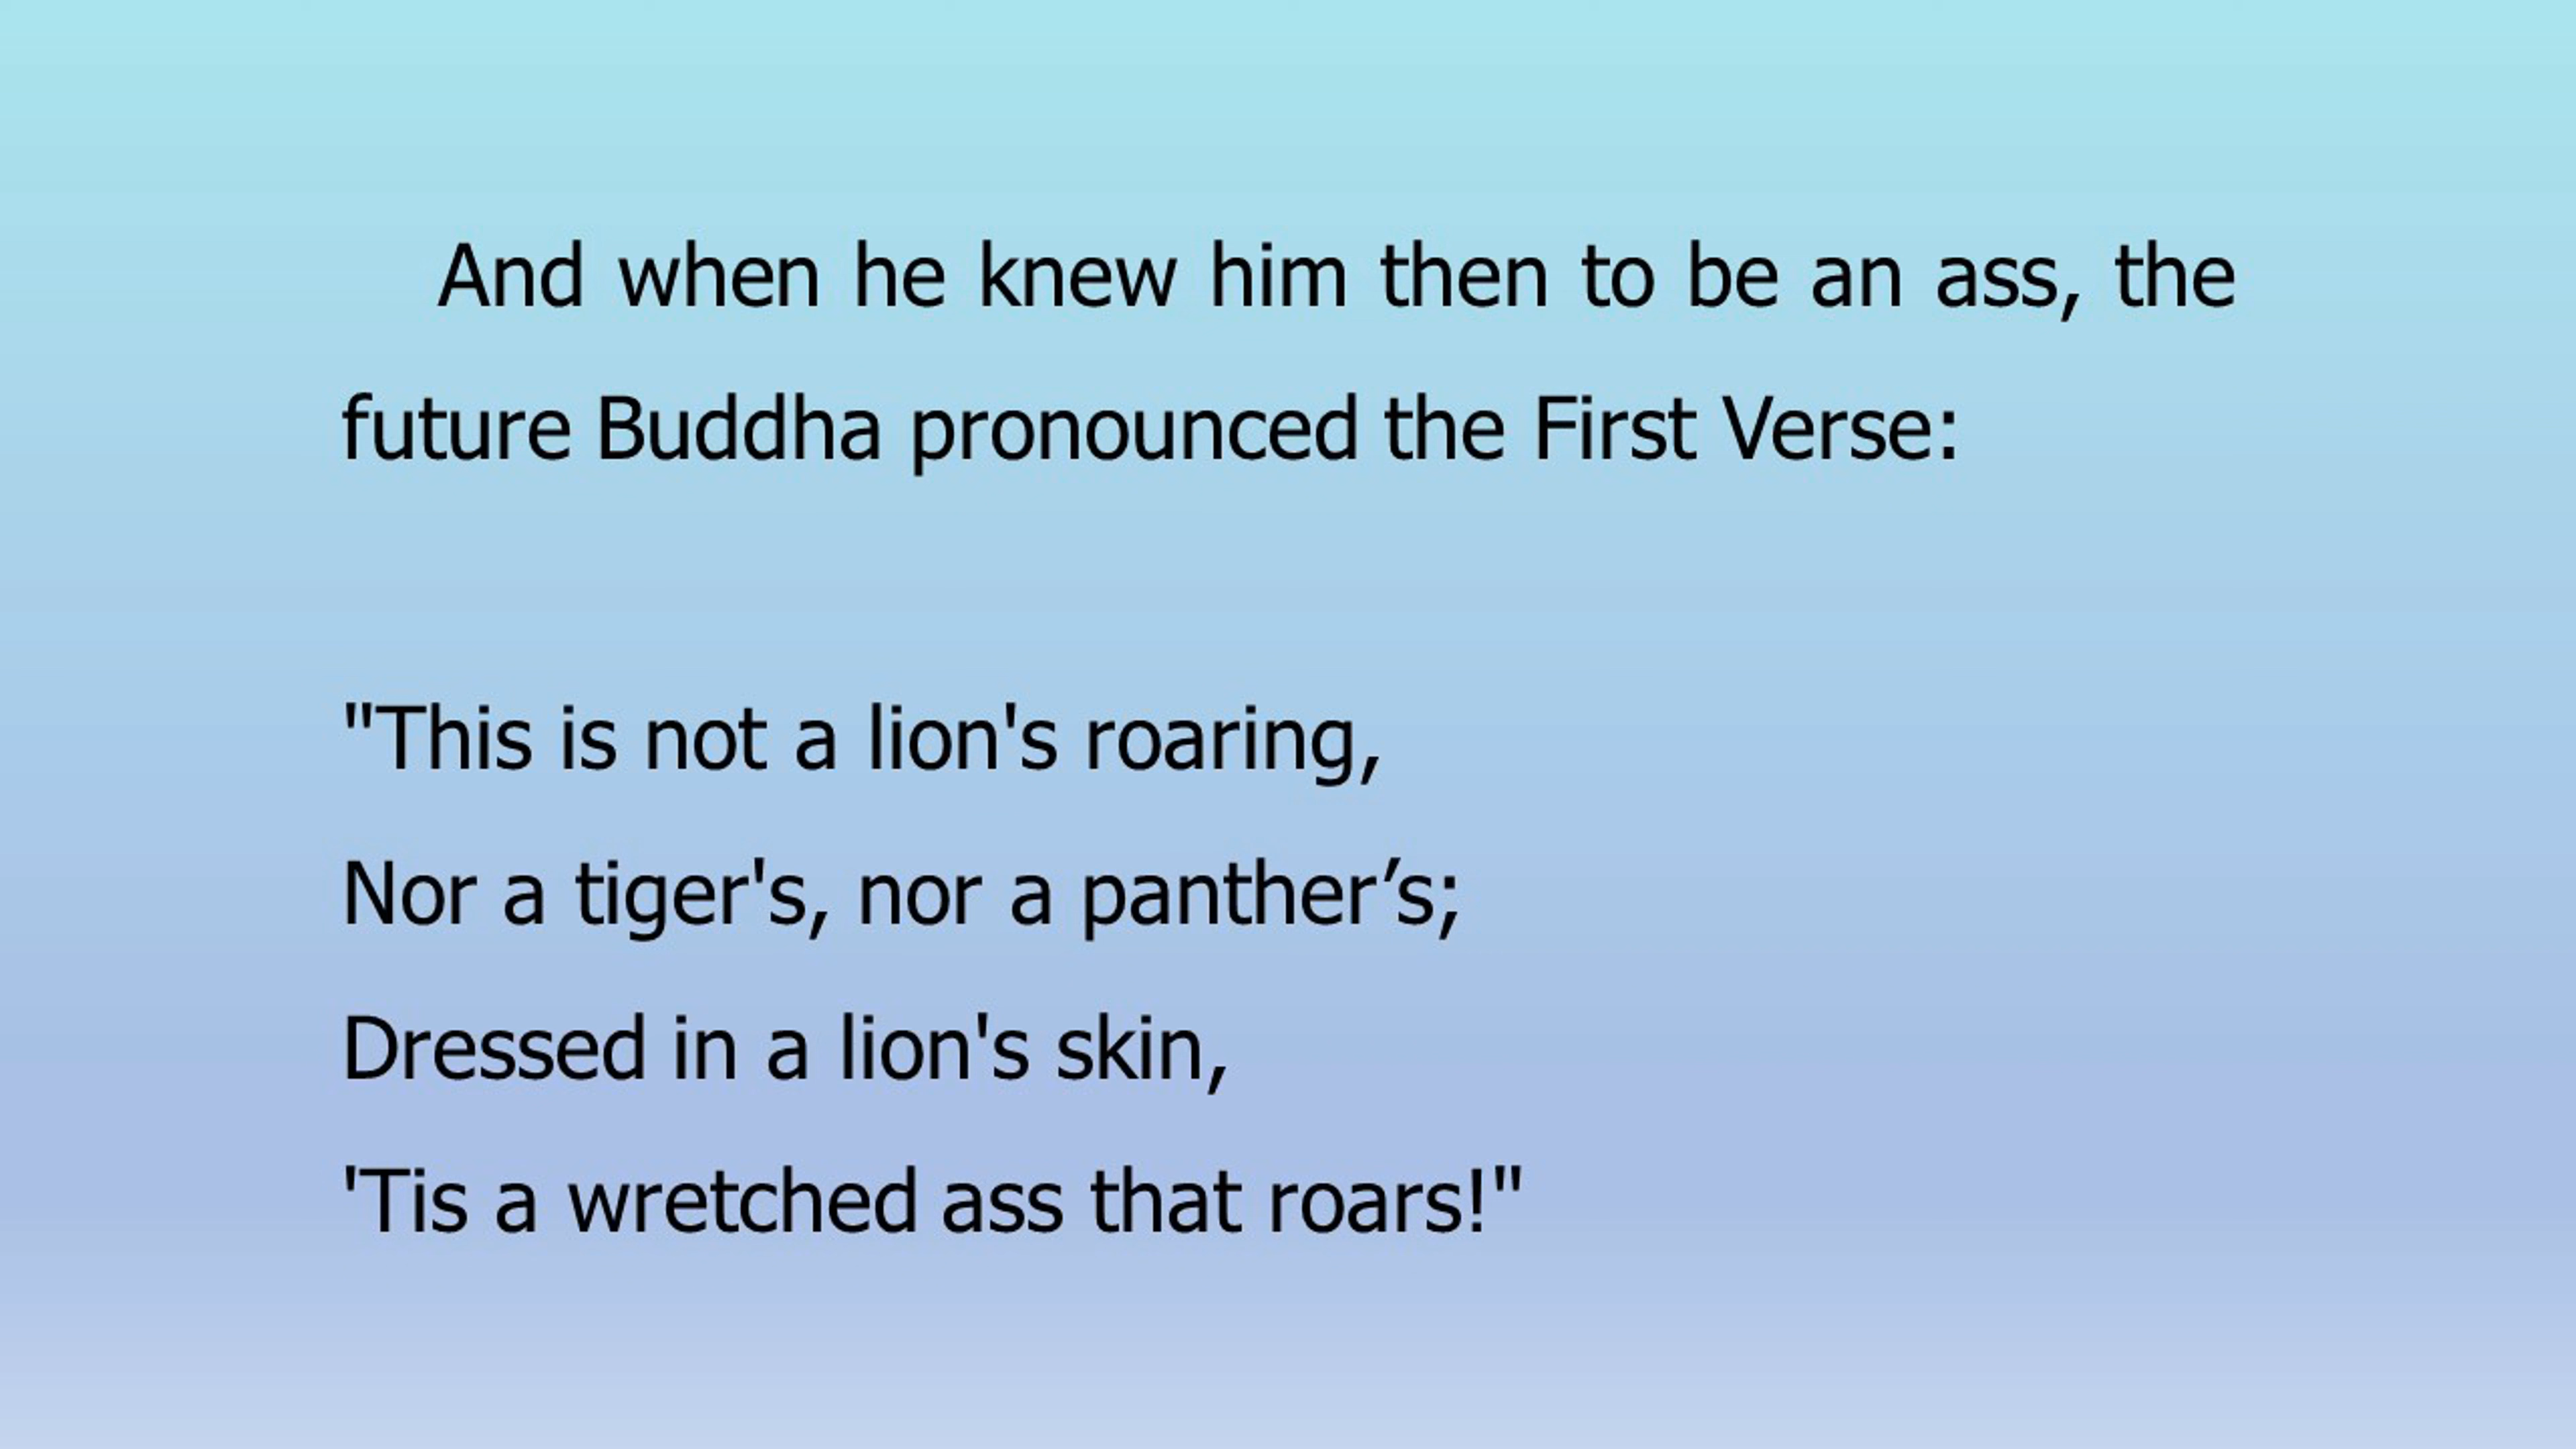 And when he knew him then to be an ass, the
future Buddha pronounced the First Verse:
"This is not a lion's roaring,
Nor a tiger's, nor a panther’s;
Dressed in a lion's skin,
'Tis a wretched ass that roars!"